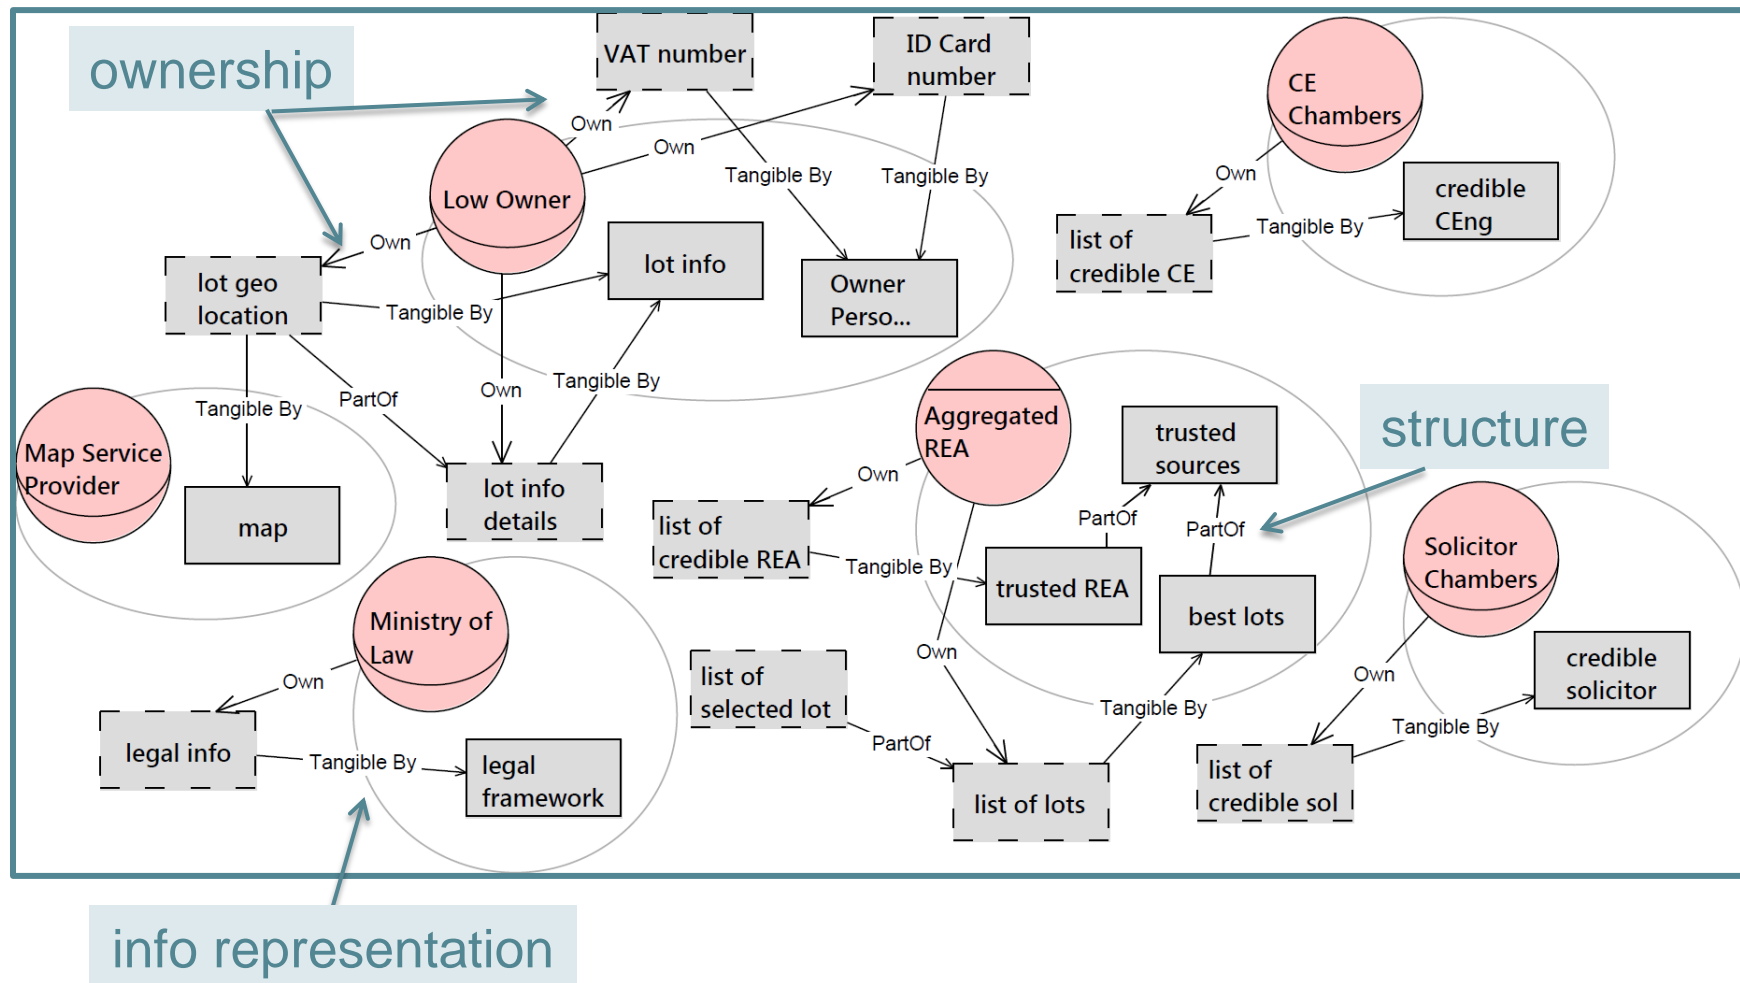 ownership
VAT number
ID Card
number
CE
Chambers
Own
Own
Low Owner
Tangible By
Tangible By
Own
credible
CEng
Tangible By
list of
credible CE
Own
lot info
lot geo
location
Tangible By
Owner
Perso...
Own
Tangible By
PartOf
Tangible By
Map Service
Provider
map
lot info
details
Aggregated
REA
trusted
sources
structure
Own
list of
credible REA
PartOf
PartOf
Tangible By
trusted REA
best lots
Solicitor
Chambers
Ministry of
Law
Own
legal info
Tangible By
legal
framework
list of
selected lot
Own
PartOf
Tangible By
list of lots
Own
credible
solicitor
Tangible By
list of
credible sol
info representation